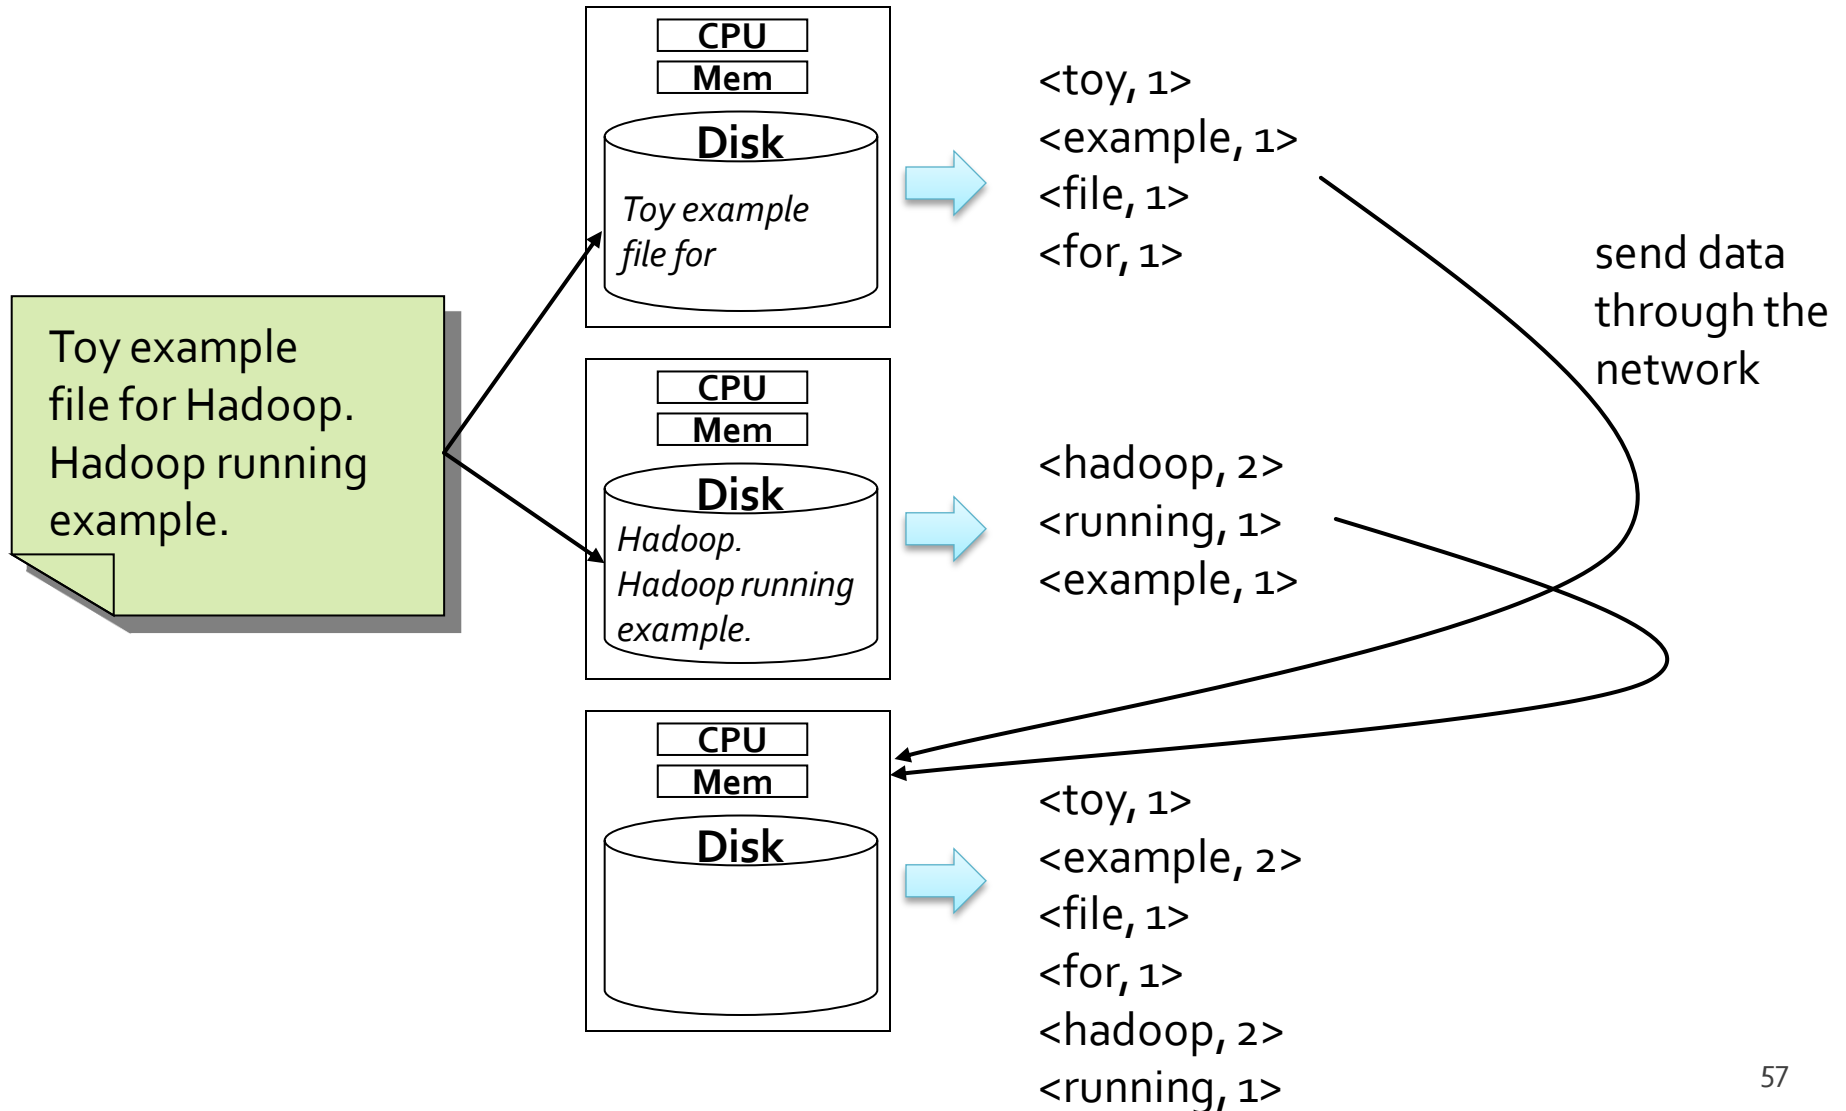 Toy example
file for Hadoop.
Hadoop running
example.
CPU
Mem
Disk
Toy example
file for
<toy, 1>
<example, 1>
<file, 1>
<for, 1>
send data
through the
network
CPU
Mem
Disk
Hadoop.
Hadoop running
example.
<hadoop, 2>
<running, 1>
<example, 1>
CPU
Mem
Disk
<toy, 1>
<example, 2>
<file, 1>
<for, 1>
<hadoop, 2>
<running, 1>
57